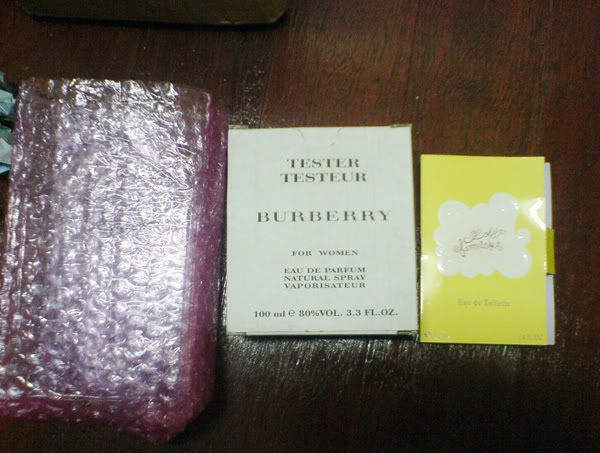 TESTER
TESTEUR
BURBERRY
FOR WOMEN
EAU DE PARFUM
NATURAL SPRAY
VAPORISATEUR
100 ml e 80%VOL. 3.3 FL.OZ.
Eau de Toilette